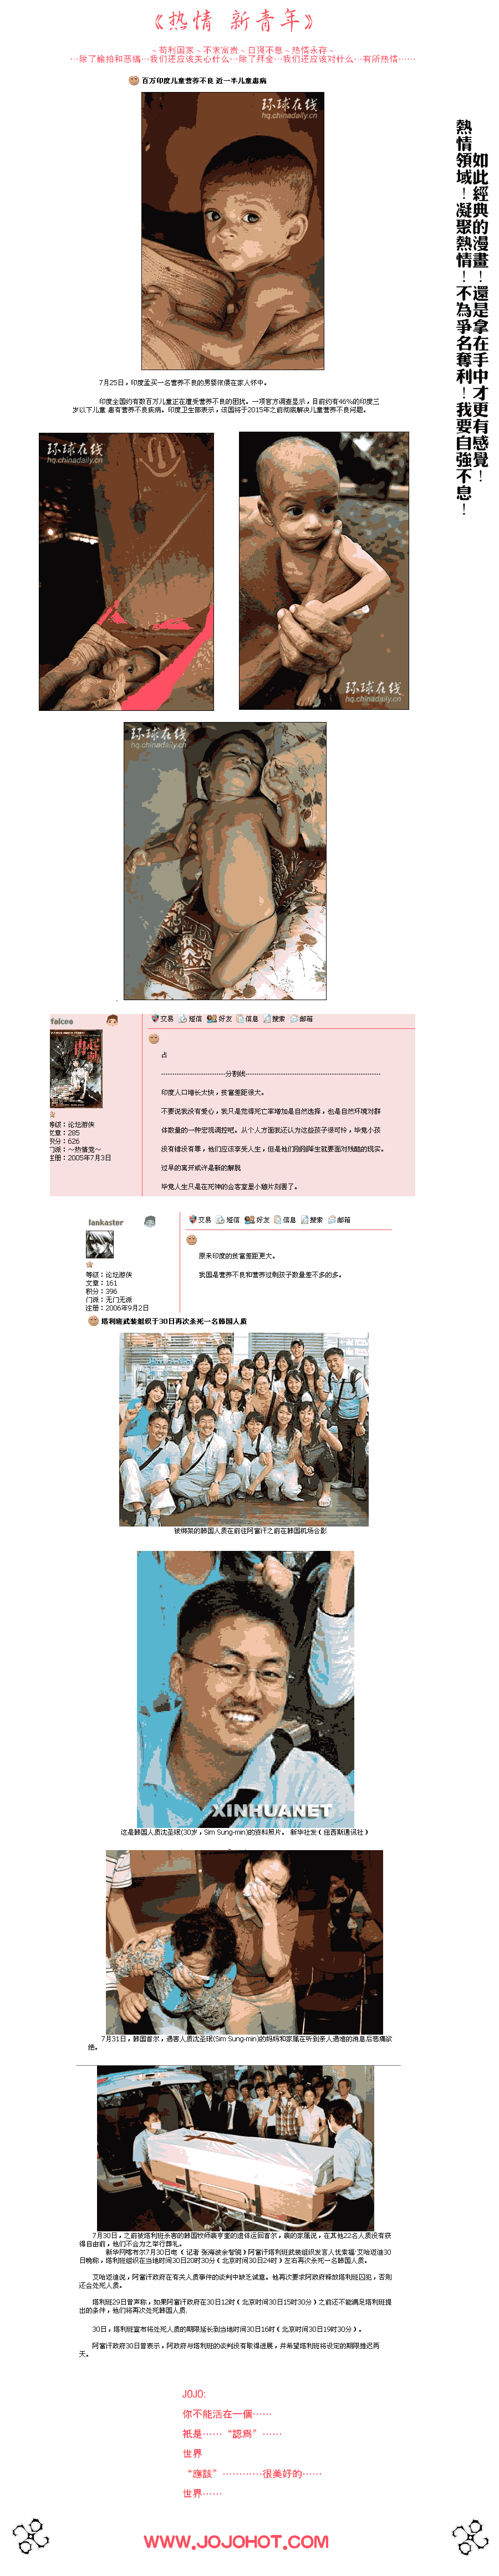 《热情 新青年》
~苟利国家~不求富贵~自强不息~热情永存~
…除了偷拍和恶搞…我们还应该关心什么…除了拜金…我们还应该对什么…有所热情……
百万印度儿童营养不良 近一半儿童患病
如此經典的漫畫！還是拿在手中才更有感覺！
熱情領域！凝聚熱情！不為爭名奪利！我要自強不息！
环球在线
hq.chinadaily.cn
7月25日，印度孟买一名营养不良的男婴依偎在家人怀中。
印度全国约有数百万儿童正在遭受营养不良的困扰。一项官方调查显示，目前约有46%的印度三
岁以下儿童 患有营养不良疾病。印度卫生部表示，该国将于2015年之前彻底解决儿童营养不良问题。
环球在线
hq.chinadaily.cn
环球在线
hq.chinadaily.cn
环球在线
hq.chinadaily.cn
falceo
交易 短信 好友 信息 搜索 邮箱
等级：论坛游侠
文章：285
积分：626
门派：～热情党～
注册：2005年7月3日
占
分割线
印度人口增长太快，贫富差距很大。
不要说我没有爱心，我只是觉得死亡率增加是自然选择，也是自然环境对群
体数量的一种宏观调控吧。从个人方面我还认为这些孩子很可怜，毕竟小孩
没有错没有罪，他们应该享受人生，但是他们刚刚降生就要面对残酷的现实。
过早的离开或许是新的解脱
毕竟人生只是在死神的会客室里小憩片刻罢了。
lankaster
交易 短信 好友 信息 搜索 邮箱
等级：论坛游侠
文章：161
积分：396
门派：无门无派
注册：2006年9月2日
原来印度的贫富差距更大。
我国是营养不良和营养过剩孩子数量差不多的多。
塔利班武装组织于30日再次杀死一名韩国人质
被绑架的韩国人质在前往阿富汗之前在韩国机场合影
XINHUANET
这是韩国人质沈圣珉(30岁，Sim Sung-min)的资料照片。 新华社发（纽西斯通讯社）
7月31日，韩国首尔，遇害人质沈圣珉(Sim Sung-min)的妈妈和家属在听到亲人遇难的消息后悲痛欲
绝。
7月30日，之前被塔利班杀害的韩国牧师裴亨重的遗体运回首尔，裴的家属说，在其他22名人质没有获
得自由前，他们不会为之举行葬礼。
新华网喀布尔7月30日电（记者 张海波余智骁）阿富汗塔利班武装组织发言人优素福·艾哈迈迪30
日晚称，塔利班组织在当地时间30日20时30分（北京时间30日24时）左右再次杀死一名韩国人质。
艾哈迈迪说，阿富汗政府在有关人质事件的谈判中缺乏诚意。他再次要求阿政府释放塔利班囚犯，否则
还会处死人质。
塔利班29日曾声称，如果阿富汗政府在30日12时（北京时间30日15时30分）之前还不能满足塔利班提
出的条件，他们将再次处死韩国人质.
30日，塔利班宣布将处死人质的期限延长到当地时间30日16时（北京时间30日19时30分）。
阿富汗政府30日曾表示，阿政府与塔利班的谈判没有取得进展，并希望塔利班将设定的期限推迟两
天。
JOJO:
你不能活在一個……
祇是……“認爲”……
世界
“應該”…………很美好的……
世界……
WWW.JOJOHOT.COM